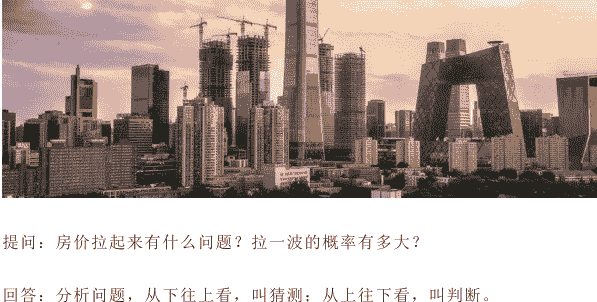 提问：房价拉起来有什么问题？拉一波的概率有多大？
回答：分析问题，从下往上看，叫猜测；从上往下看，叫判断。